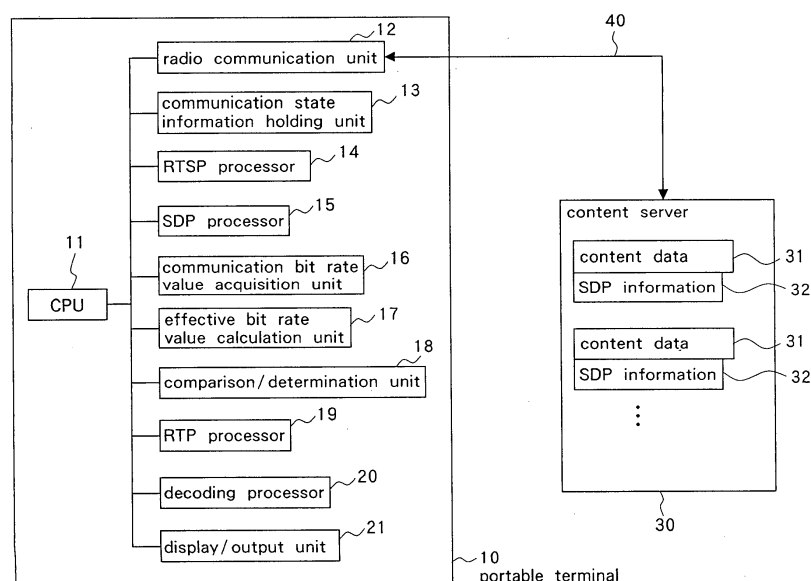 12
radio communication unit
40
communication state
information holding unit
13
RTSP processor
14
SDP processor
15
11
CPU
communication bit rate
value acquisition unit
16
effective bit rate
value calculation unit
17
comparison/determination unit
18
RTP processor
19
decoding processor
20
display/output unit
21
10
portable terminal
content server
content data
31
SDP information
32
content data
31
SDP information
32
30